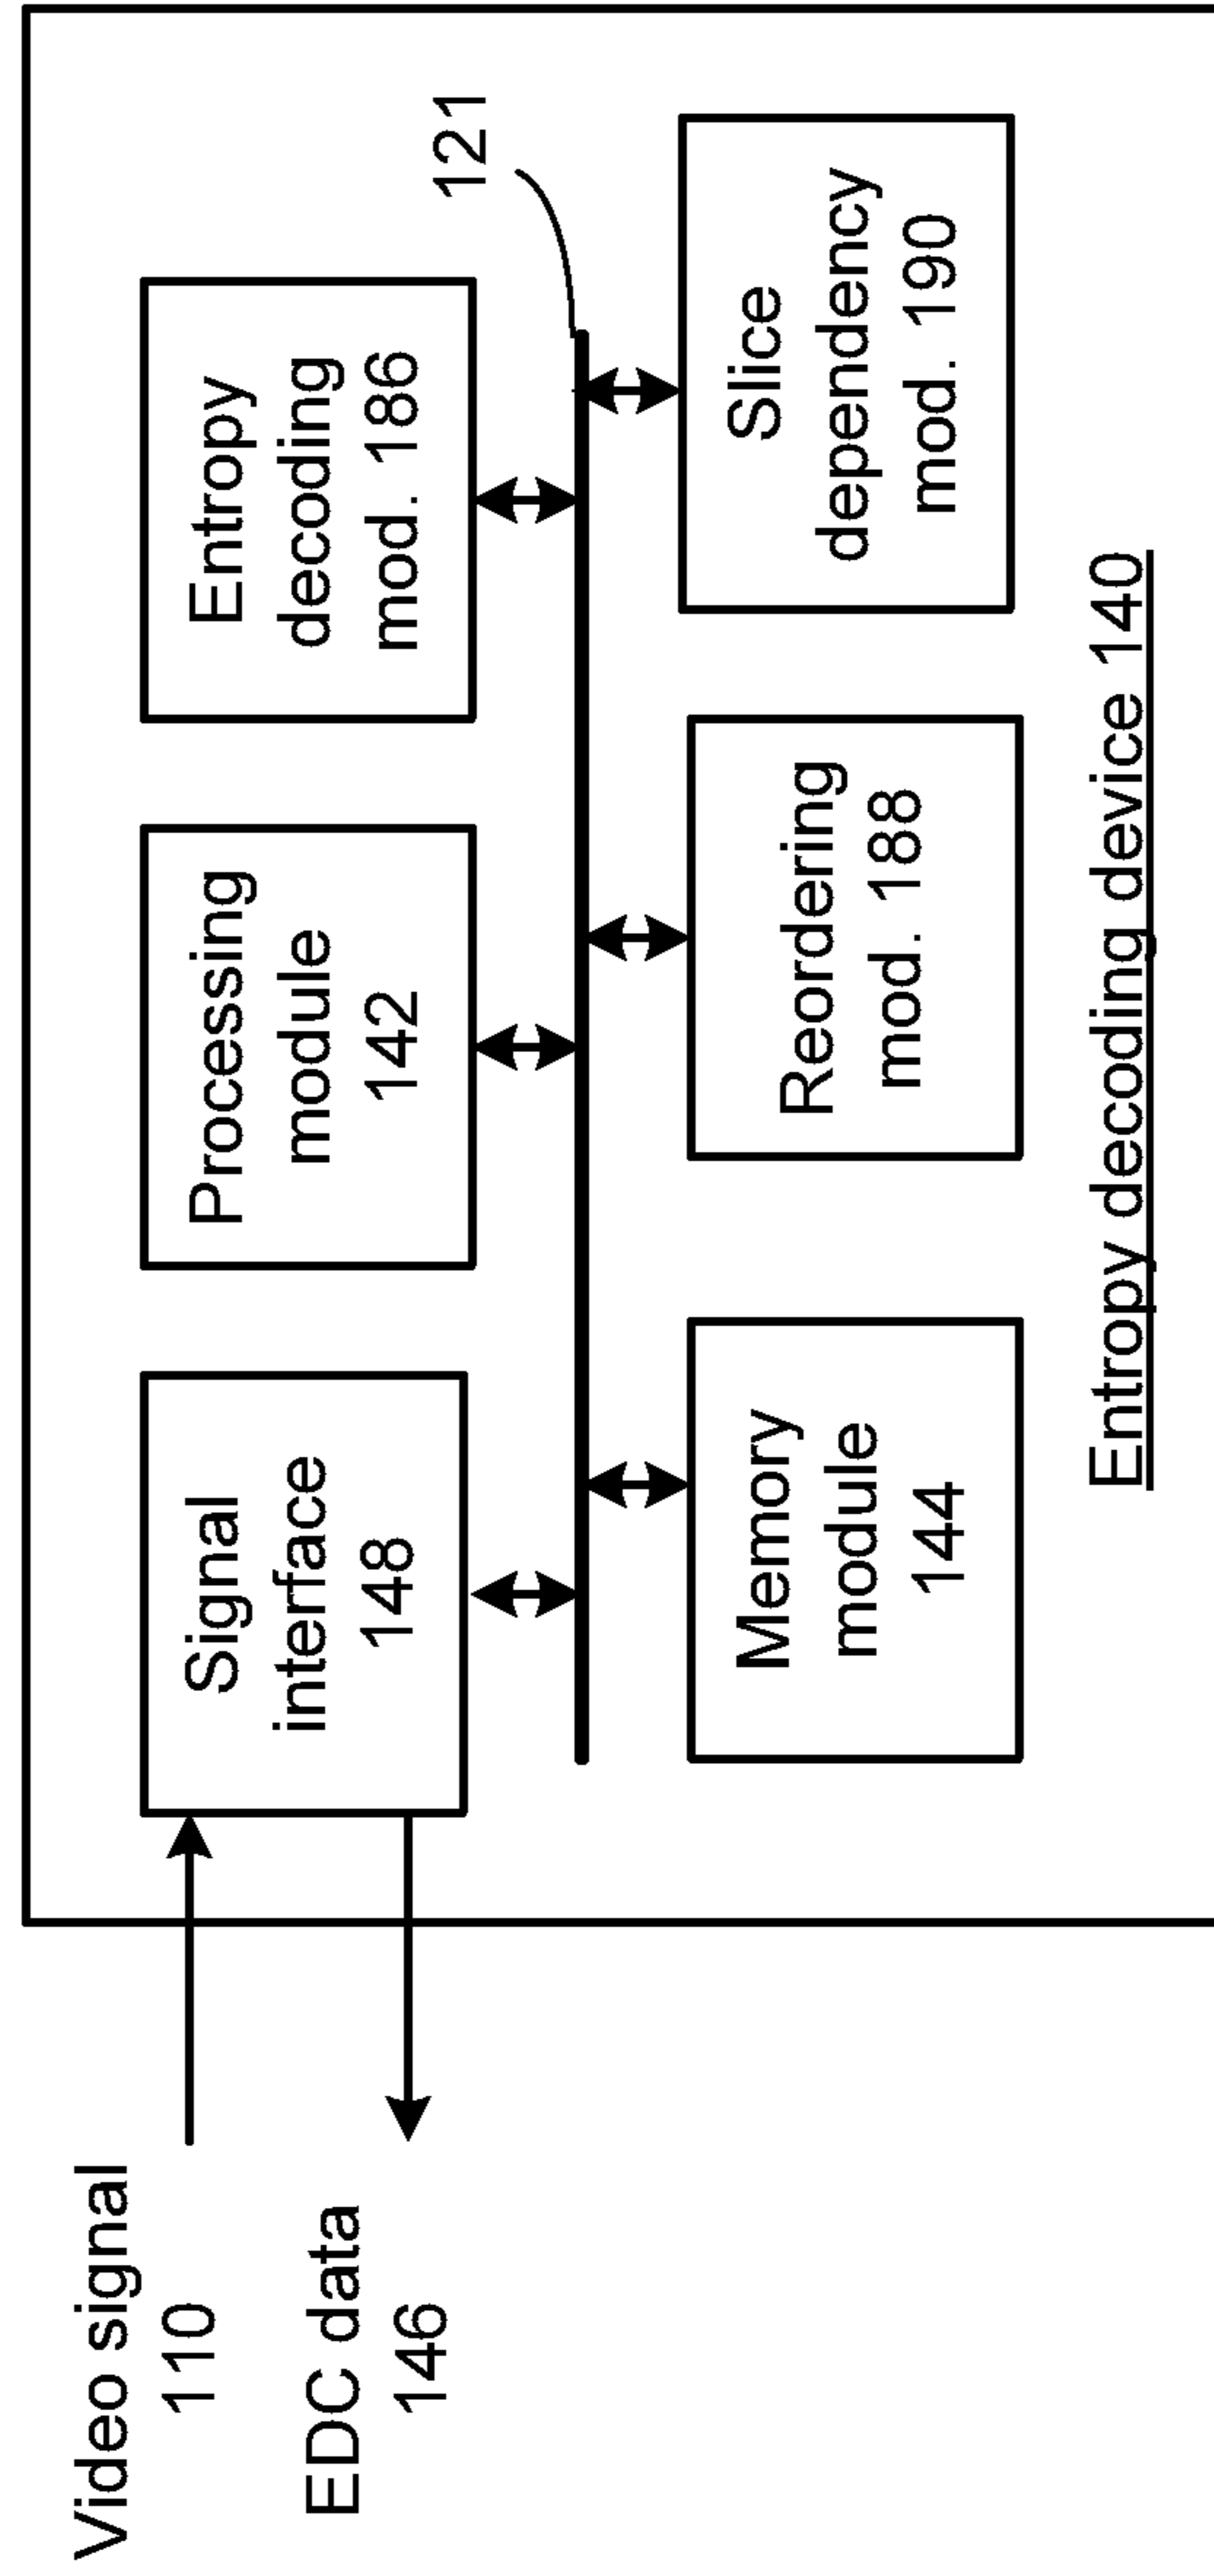 Video signal
110
EDC data
146
Signal
interface
148
Processing
module
142
Entropy
decoding
mod. 186
121
Memory
module
144
Reordering
mod. 188
Slice
dependency
mod. 190
Entropy decoding device 140